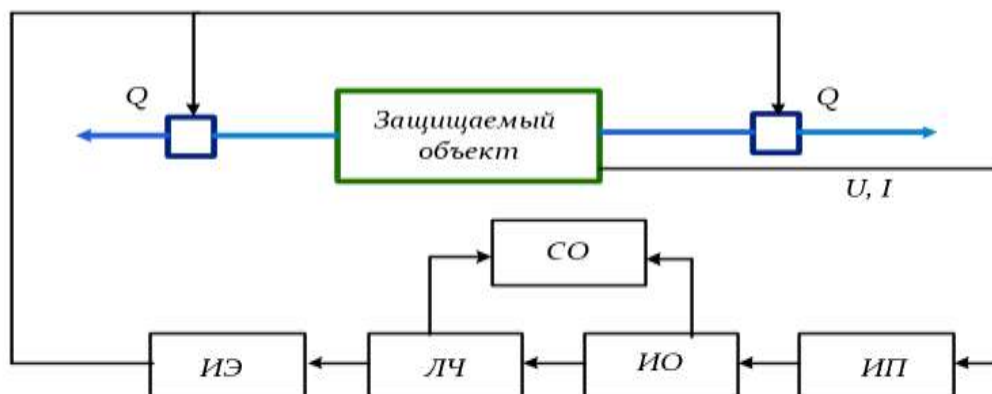 Q
Q
Защищаемый
объект
U, I
СО
ИЭ
ЛЧ
ИО
ИП